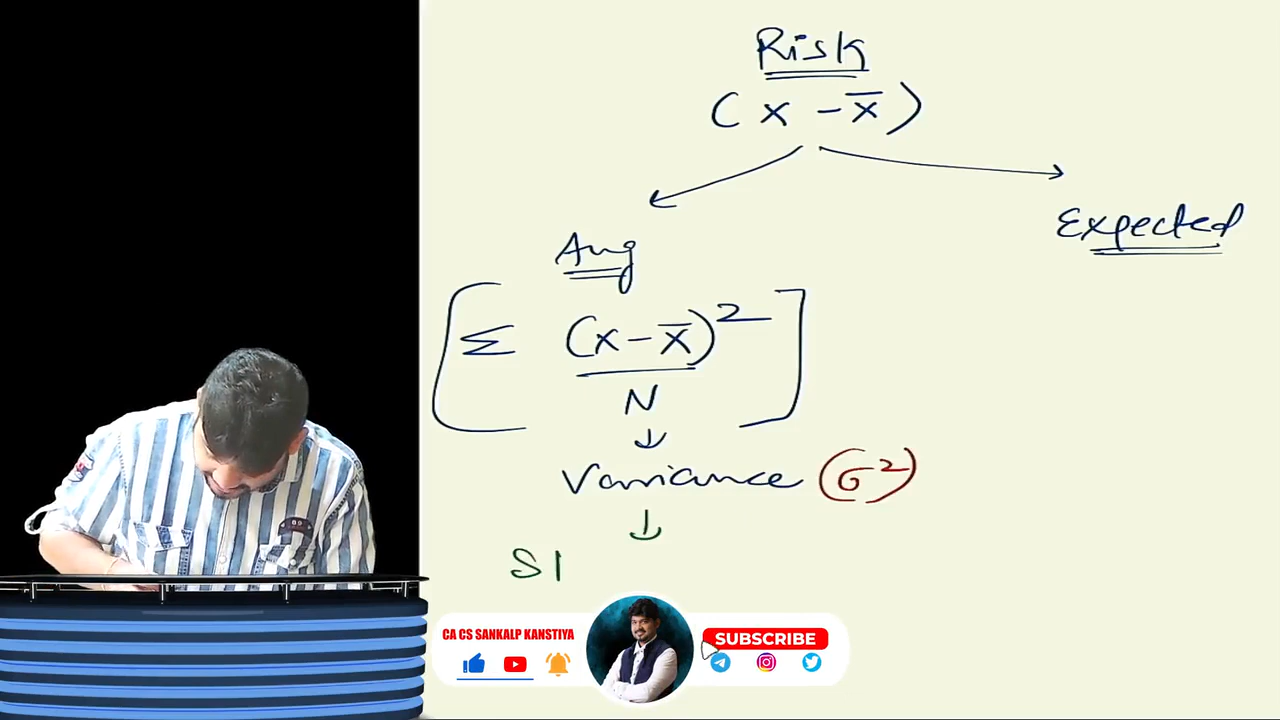 Risk
(x - x̄)
Avg
Expected
[Σ (x - x̄)²
N]
↓
Variance (σ²)
↓
SI
CA CS SANKALP KANSTIYA
SUBSCRIBE